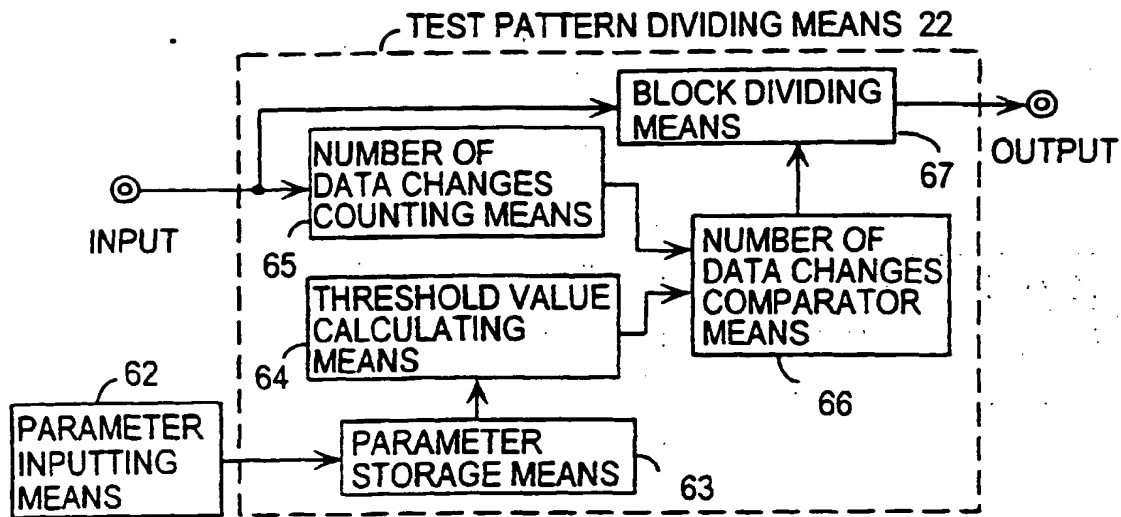 TEST PATTERN DIVIDING MEANS 22
BLOCK DIVIDING
MEANS
67
OUTPUT
NUMBER OF
DATA CHANGES
COUNTING MEANS
65
INPUT
NUMBER OF
DATA CHANGES
COMPARATOR
MEANS
66
THRESHOLD VALUE
CALCULATING
MEANS
64
62
PARAMETER
INPUTTING
MEANS
PARAMETER
STORAGE MEANS
63